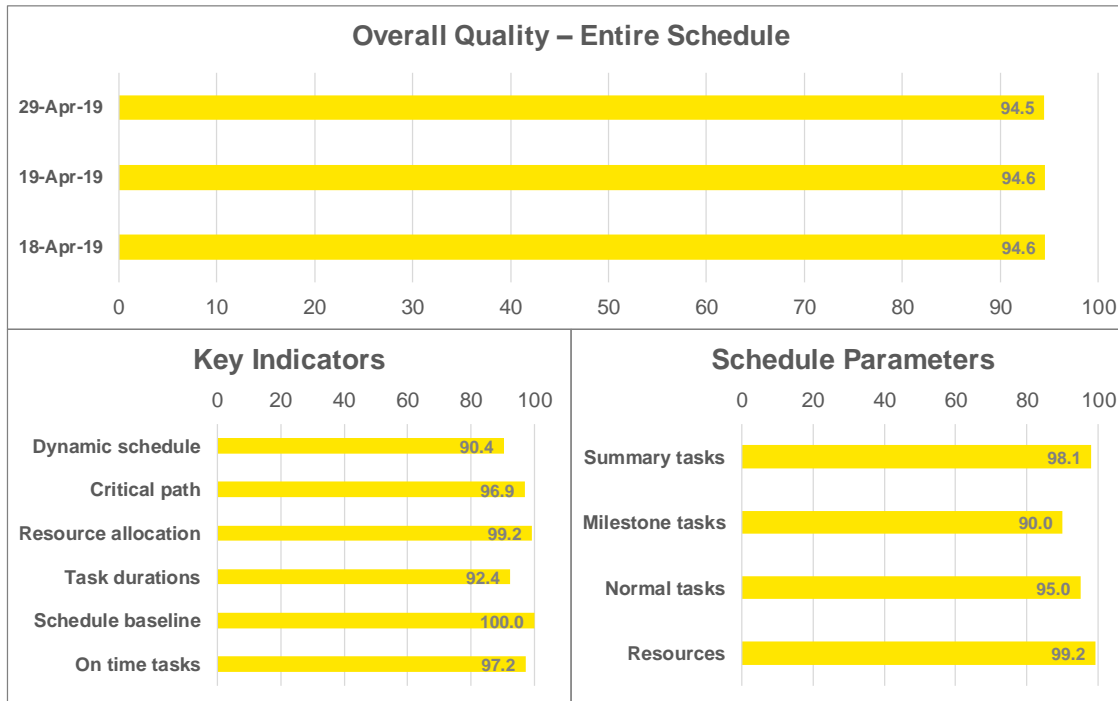 Overall Quality – Entire Schedule
29-Apr-19 94.5
19-Apr-19 94.6
18-Apr-19 94.6
0 10 20 30 40 50 60 70 80 90 100
Key Indicators
0 20 40 60 80 100
Dynamic schedule 90.4
Critical path 96.9
Resource allocation 99.2
Task durations 92.4
Schedule baseline 100.0
On time tasks 97.2
Schedule Parameters
0 20 40 60 80 100
Summary tasks 98.1
Milestone tasks 90.0
Normal tasks 95.0
Resources 99.2